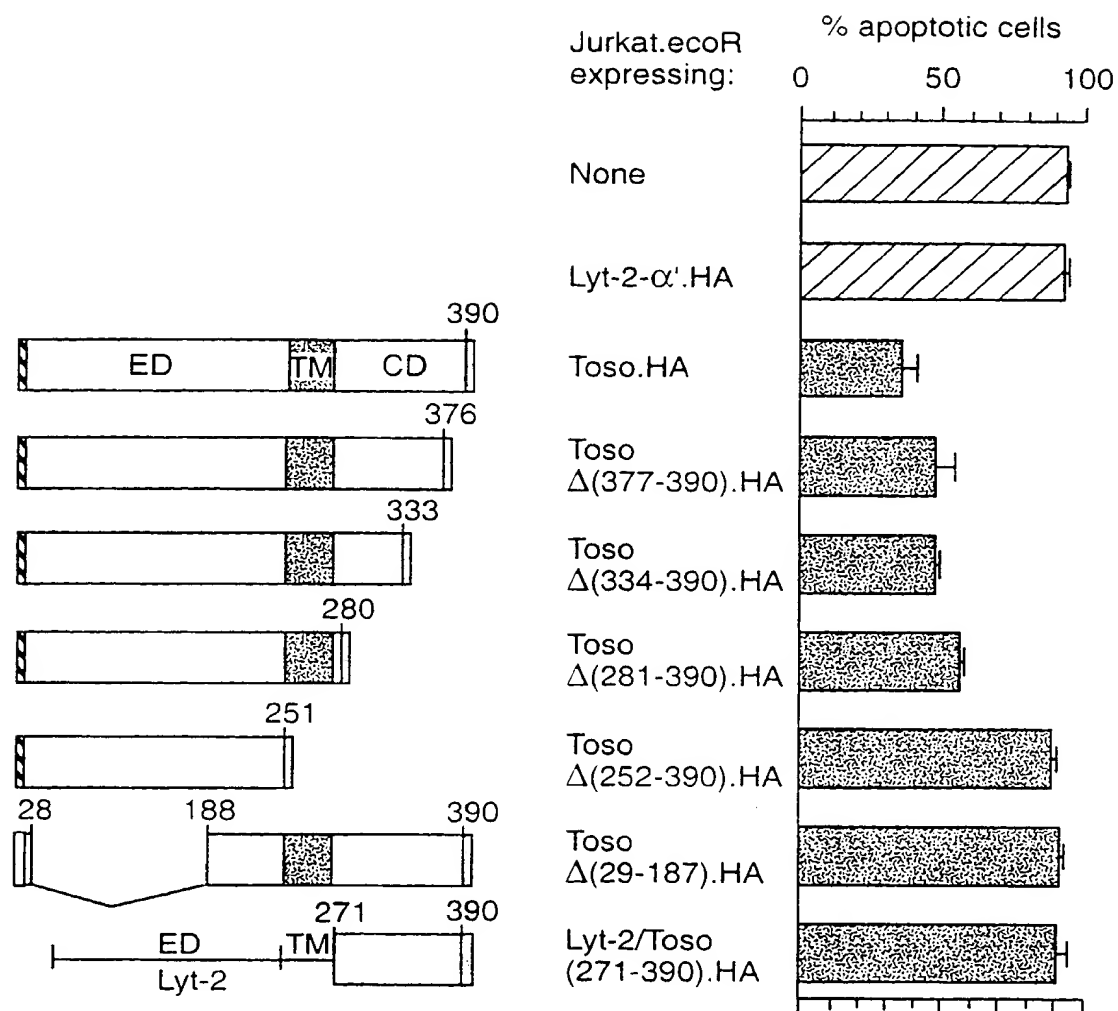 Jurkat.ecoR
expressing:
% apoptotic cells
0 50 100
None
Lyt-2-α'.HA
390
ED TM CD
Toso.HA
376
Toso
Δ(377-390).HA
333
Toso
Δ(334-390).HA
280
Toso
Δ(281-390).HA
251
Toso
Δ(252-390).HA
28 188 390
Toso
Δ(29-187).HA
271 390
ED TM
Lyt-2
Lyt-2/Toso
(271-390).HA